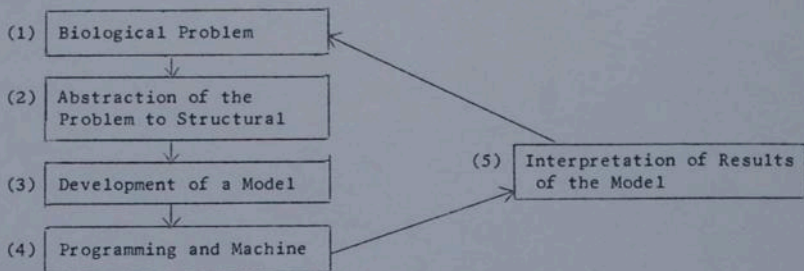 (1) Biological Problem
(2) Abstraction of the
Problem to Structural
(3) Development of a Model
(4) Programming and Machine
(5) Interpretation of Results
of the Model